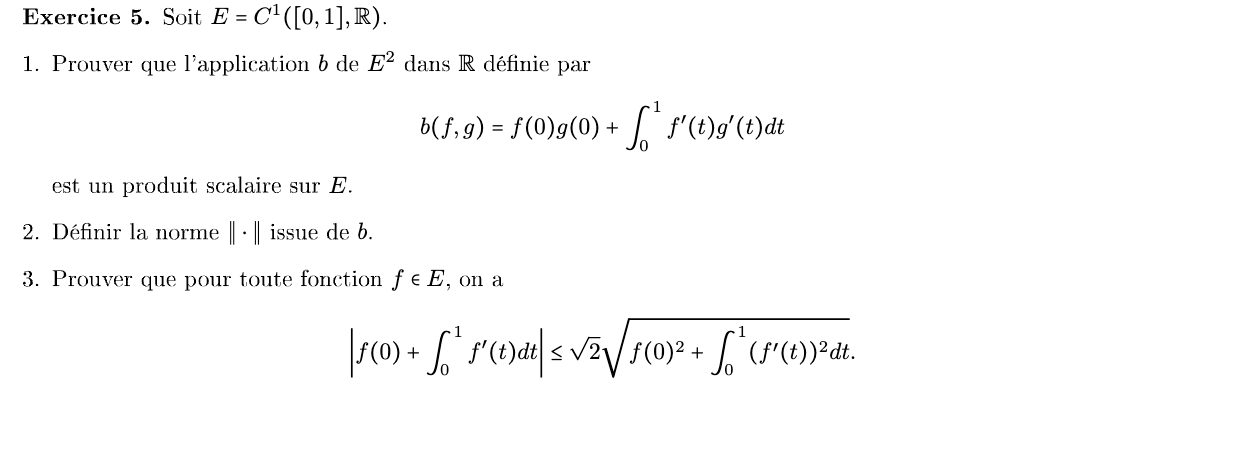 Exercice 5. Soit E = C¹([0,1],ℝ).
1. Prouver que l'application b de E² dans ℝ définie par
b(f,g) = f(0)g(0) + ∫₀¹ f′(t)g′(t)dt
est un produit scalaire sur E.
2. Définir la norme ‖·‖ issue de b.
3. Prouver que pour toute fonction f ∈ E, on a
|f(0) + ∫₀¹ f′(t)dt| ≤ √2√(f(0)² + ∫₀¹ (f′(t))²dt).